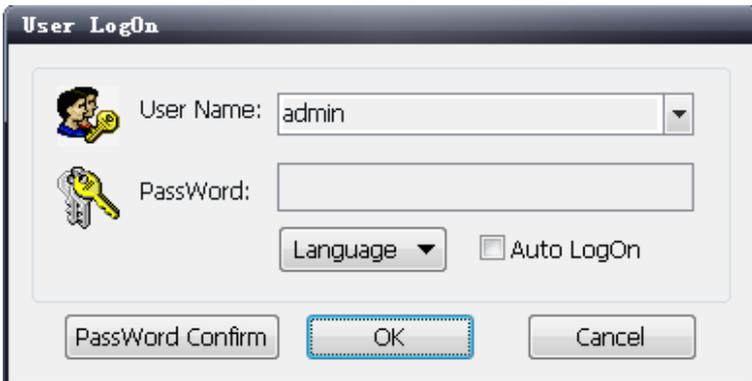 User LogOn
User Name: admin
PassWord:
Language Auto LogOn
PassWord Confirm OK Cancel